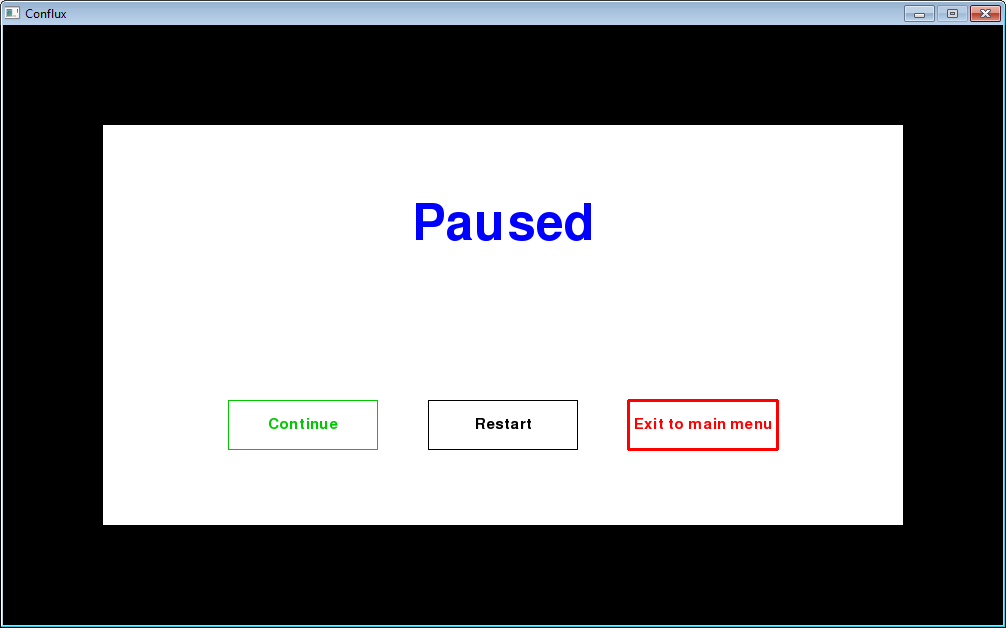 Conflux
Paused
Continue
Restart
Exit to main menu